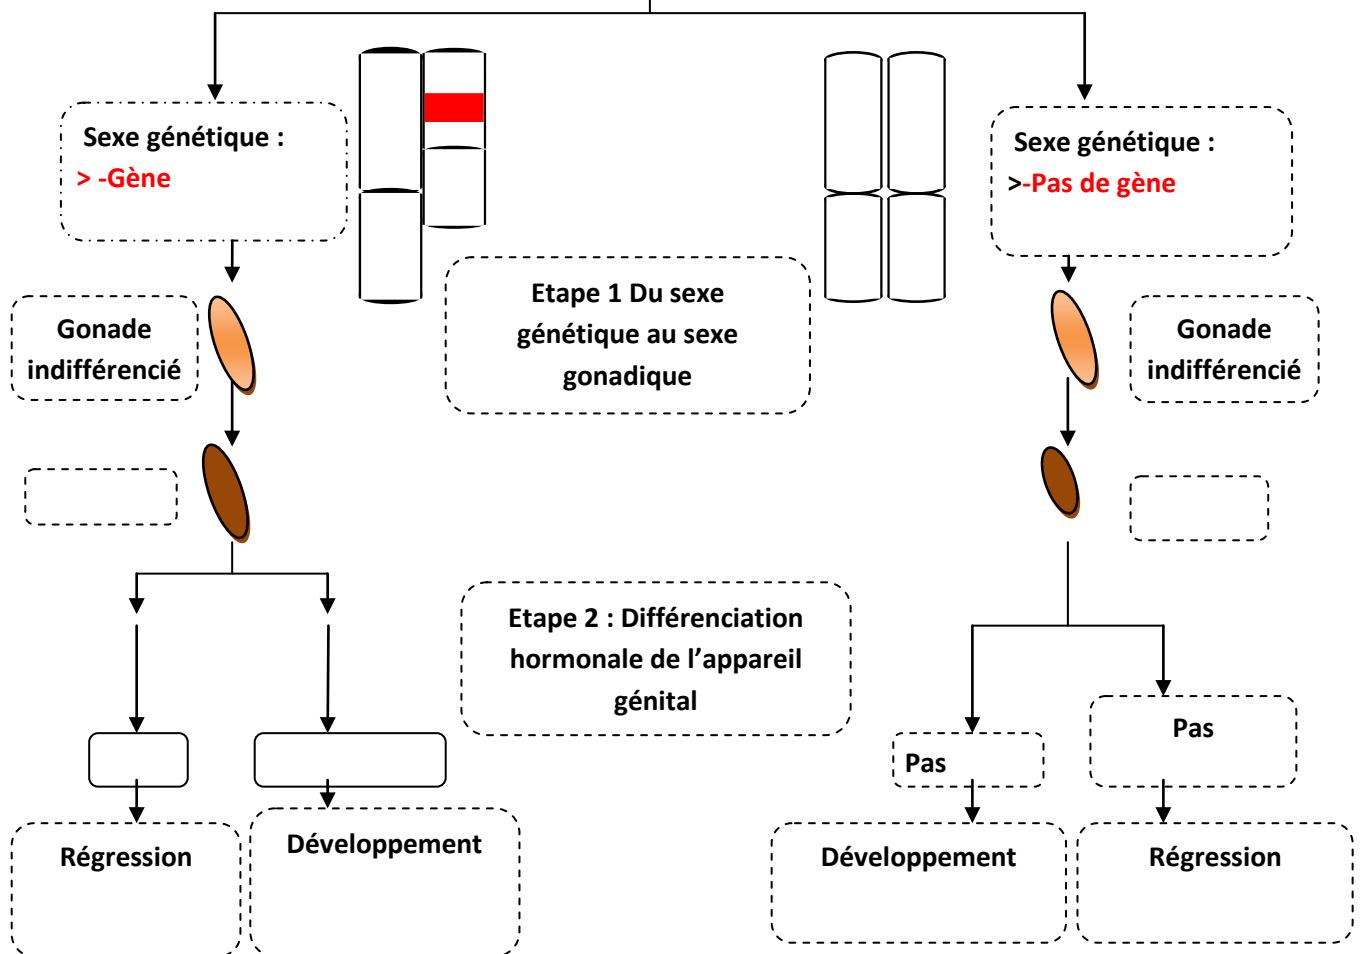 Sexe génétique :
> -Gène
Sexe génétique :
>-Pas de gène
Etape 1 Du sexe
génétique au sexe
gonadique
Gonade
indifférencié
Gonade
indifférencié
Etape 2 : Différenciation
hormonale de l’appareil
génital
Pas
Pas
Régression
Développement
Développement
Régression